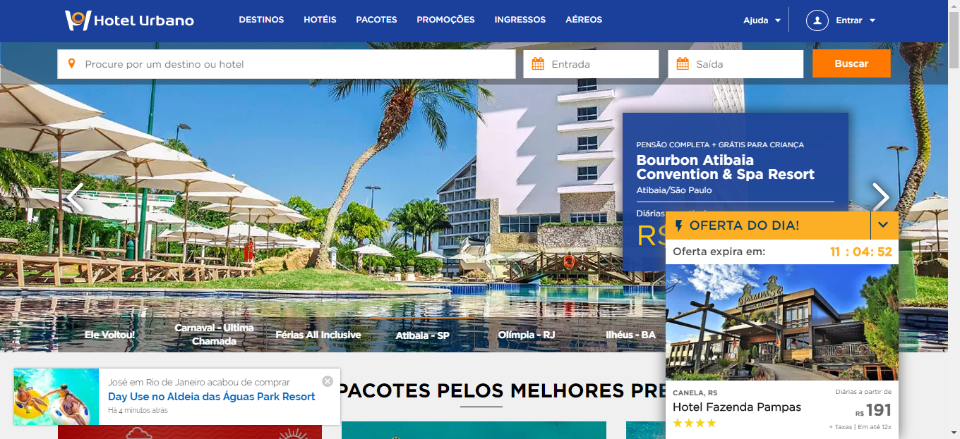 Hotel Urbano
DESTINOS HOTÉIS PACOTES PROMOÇÕES INGRESSOS AÉREOS
Ajuda Entrar
Procure por um destino ou hotel
Entrada
Saída
Buscar
PENSÃO COMPLETA + GRÁTIS PARA CRIANÇA
Bourbon Atibaia
Convention & Spa Resort
Atibaia/São Paulo
Diárias
R$
OFERTA DO DIA!
Oferta expira em: 11 : 04 : 52
CANELA, RS
Hotel Fazenda Pampas
Diárias a partir de
R$ 191
+ Taxas | Em até 12x
Ele Voltou!
Carnaval - Ultima
Chamada
Férias All Inclusive
Atibaia - SP
Olímpia - RJ
Ilhéus - BA
PACOTES PELOS MELHORES
José em Rio de Janeiro acabou de comprar
Day Use no Aldeia das Águas Park Resort
Há 4 minutos atrás